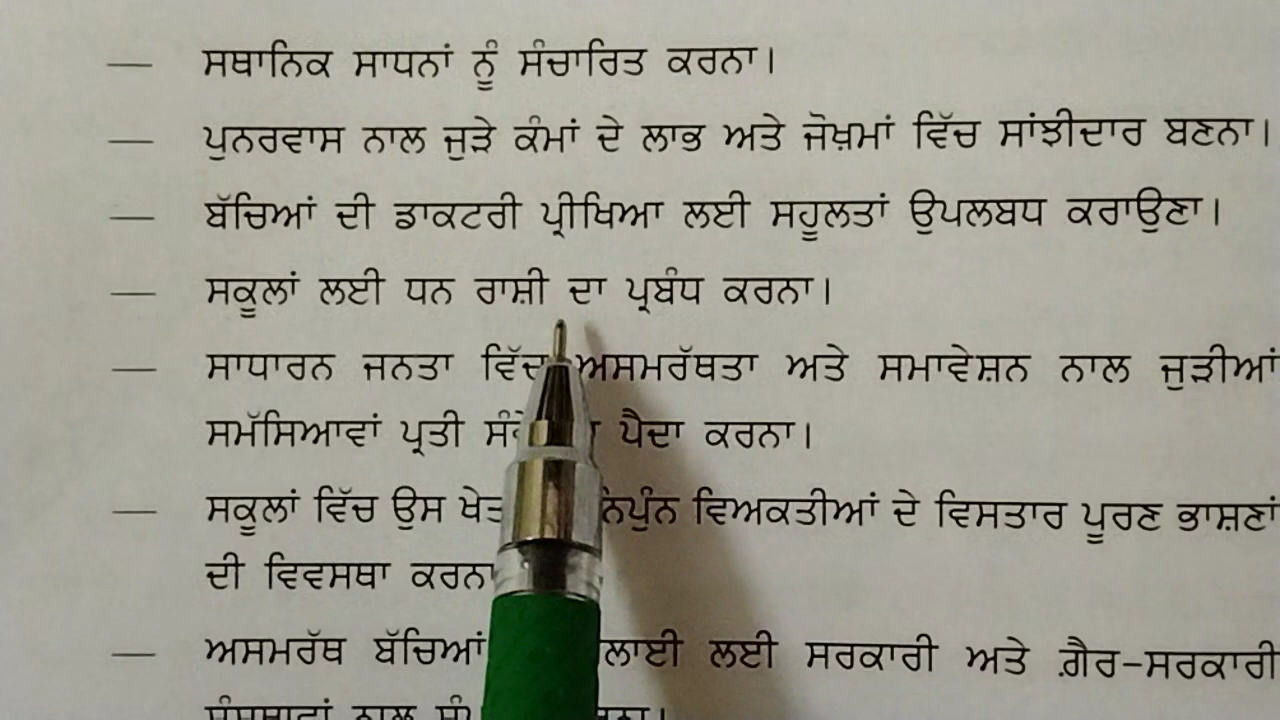 — ਸਥਾਨਿਕ ਸਾਧਨਾਂ ਨੂੰ ਸੰਚਾਰਿਤ ਕਰਨਾ।
— ਪੁਨਰਵਾਸ ਨਾਲ ਜੁੜੇ ਕੰਮਾਂ ਦੇ ਲਾਭ ਅਤੇ ਜੋਖ਼ਮਾਂ ਵਿੱਚ ਸਾਂਝੀਦਾਰ ਬਣਨਾ।
— ਬੱਚਿਆਂ ਦੀ ਡਾਕਟਰੀ ਪ੍ਰੀਖਿਆ ਲਈ ਸਹੂਲਤਾਂ ਉਪਲਬਧ ਕਰਾਉਣਾ।
— ਸਕੂਲਾਂ ਲਈ ਧਨ ਰਾਸ਼ੀ ਦਾ ਪ੍ਰਬੰਧ ਕਰਨਾ।
— ਸਾਧਾਰਨ ਜਨਤਾ ਵਿੱਚ ਅਸਮਰੱਥਤਾ ਅਤੇ ਸਮਾਵੇਸ਼ਨ ਨਾਲ ਜੁੜੀਆਂ
ਸਮੱਸਿਆਵਾਂ ਪ੍ਰਤੀ ਪੈਦਾ ਕਰਨਾ।
— ਸਕੂਲਾਂ ਵਿੱਚ ਉਸ ਵਿਅਕਤੀਆਂ ਦੇ ਵਿਸਤਾਰ ਪੂਰਣ ਭਾਸ਼ਣਾਂ
ਦੀ ਵਿਵਸਥਾ ਕਰਨਾ
— ਅਸਮਰੱਥ ਬੱਚਿਆਂ ਲਈ ਸਰਕਾਰੀ ਅਤੇ ਗ਼ੈਰ-ਸਰਕਾਰੀ